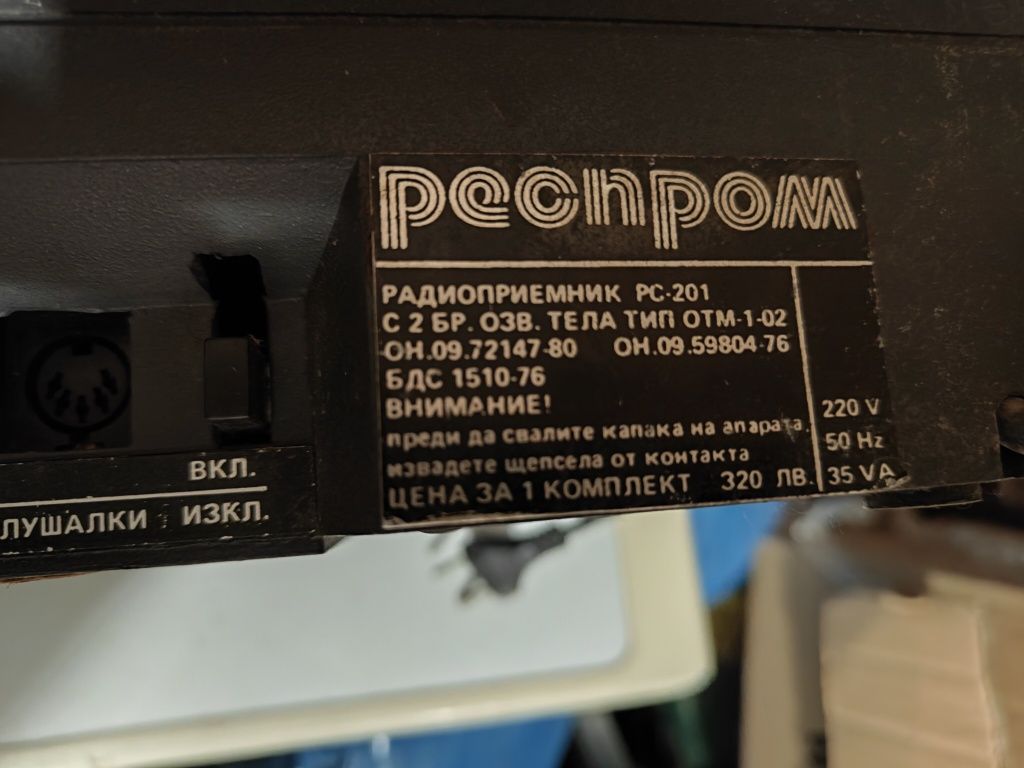 респром
РАДИОПРИЕМНИК РС-201
С 2 БР. ОЗВ. ТЕЛА ТИП ОТМ-1-02
ОН.09.72147-80 ОН.09.59804-76
БДС 1510-76
ВНИМАНИЕ!
преди да свалите капака на апарата,
извадете щепсела от контакта
ЦЕНА ЗА 1 КОМПЛЕКТ 320 ЛВ.
220 V
50 Hz
35 VA
ВКЛ.
ЛУШАЛКИ ИЗКЛ.